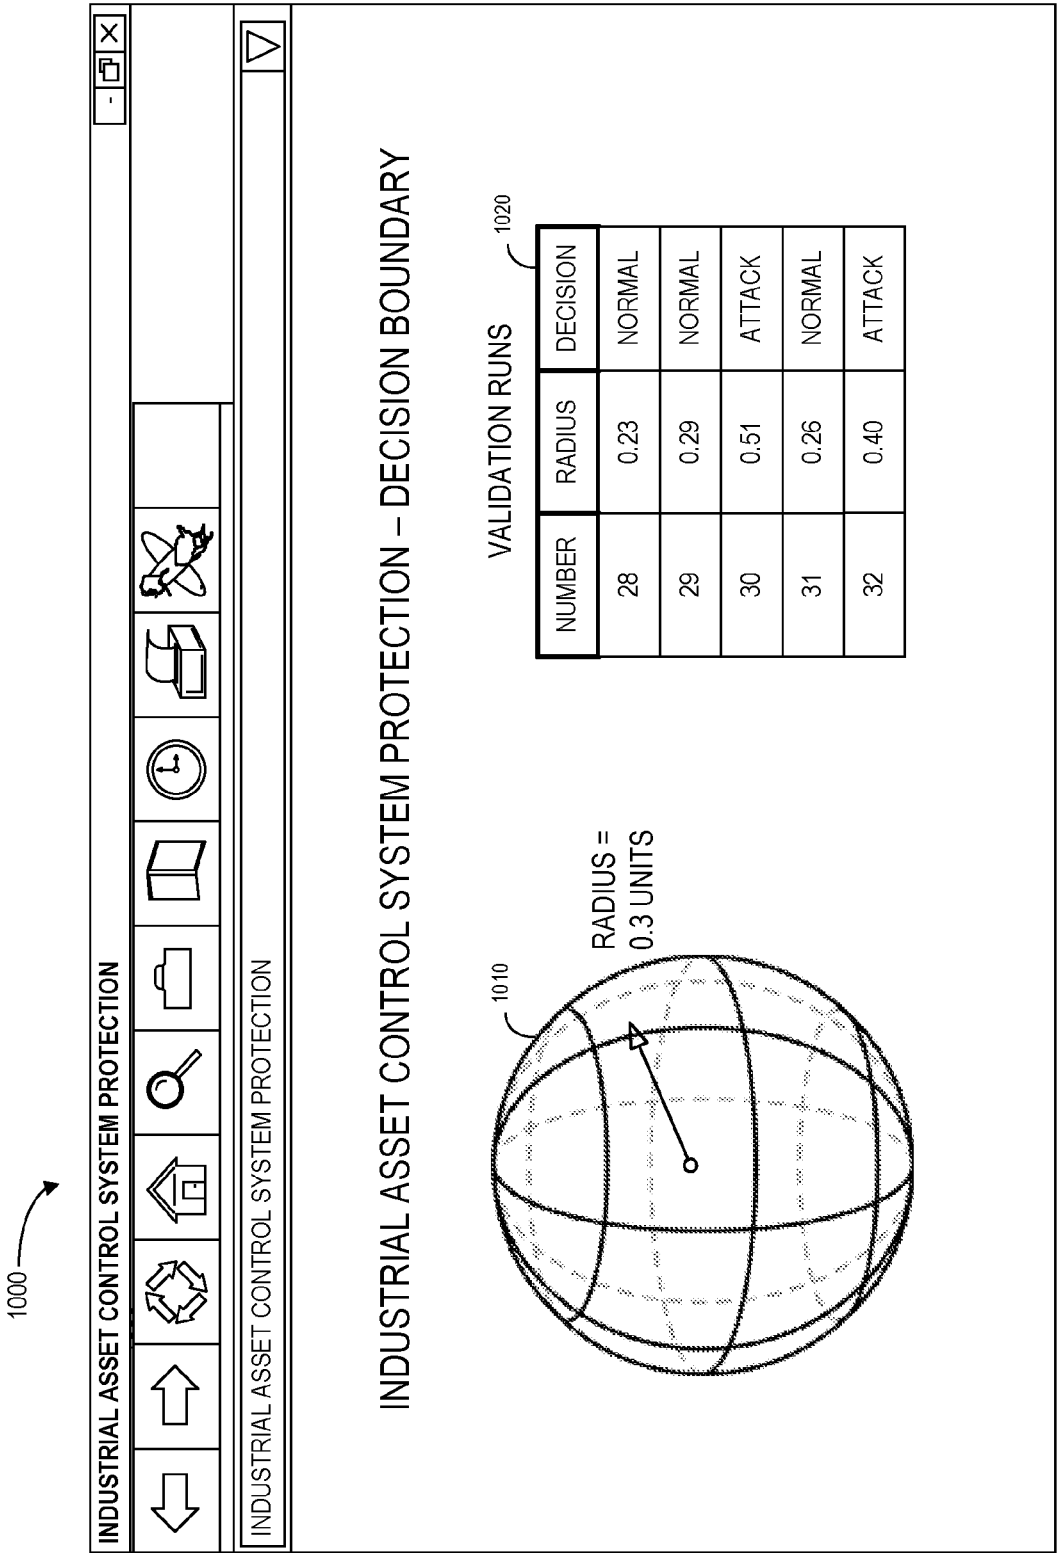 1000
INDUSTRIAL ASSET CONTROL SYSTEM PROTECTION
- X
INDUSTRIAL ASSET CONTROL SYSTEM PROTECTION
INDUSTRIAL ASSET CONTROL SYSTEM PROTECTION – DECISION BOUNDARY
1010
RADIUS =
0.3 UNITS
VALIDATION RUNS
1020
NUMBER RADIUS DECISION
28 0.23 NORMAL
29 0.29 NORMAL
30 0.51 ATTACK
31 0.26 NORMAL
32 0.40 ATTACK